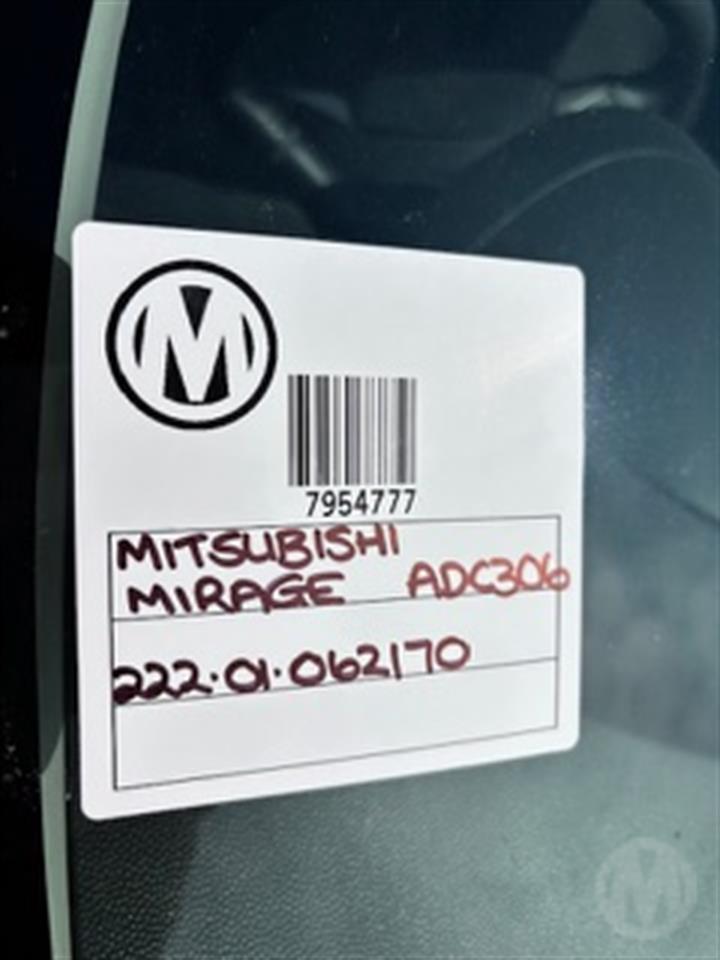 M
7954777
MITSUBISHI
MIRAGE ADC306
222.01.062170
M